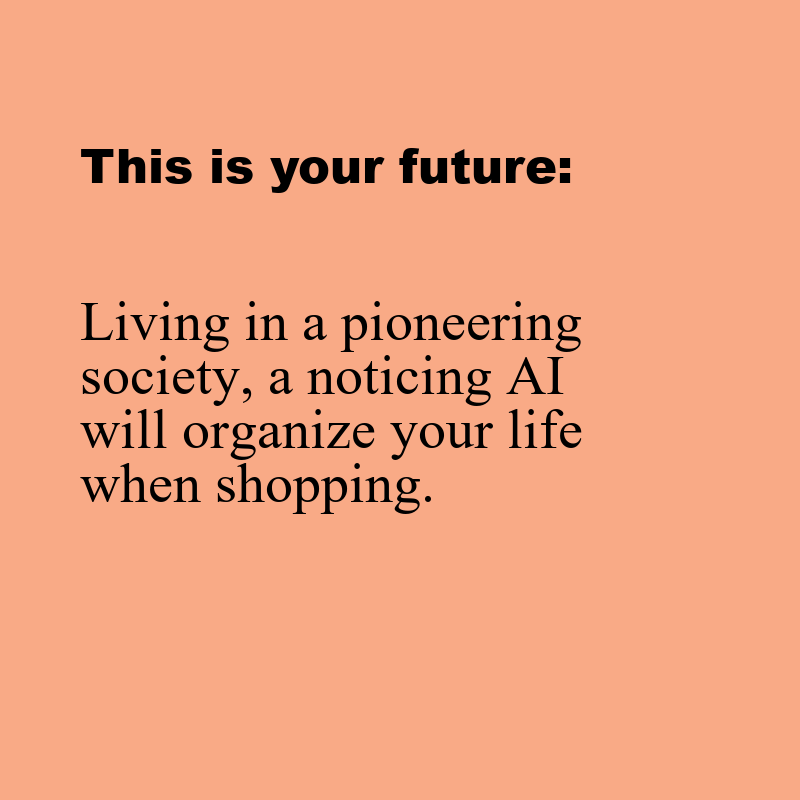 This is your future:
Living in a pioneering
society, a noticing AI
will organize your life
when shopping.